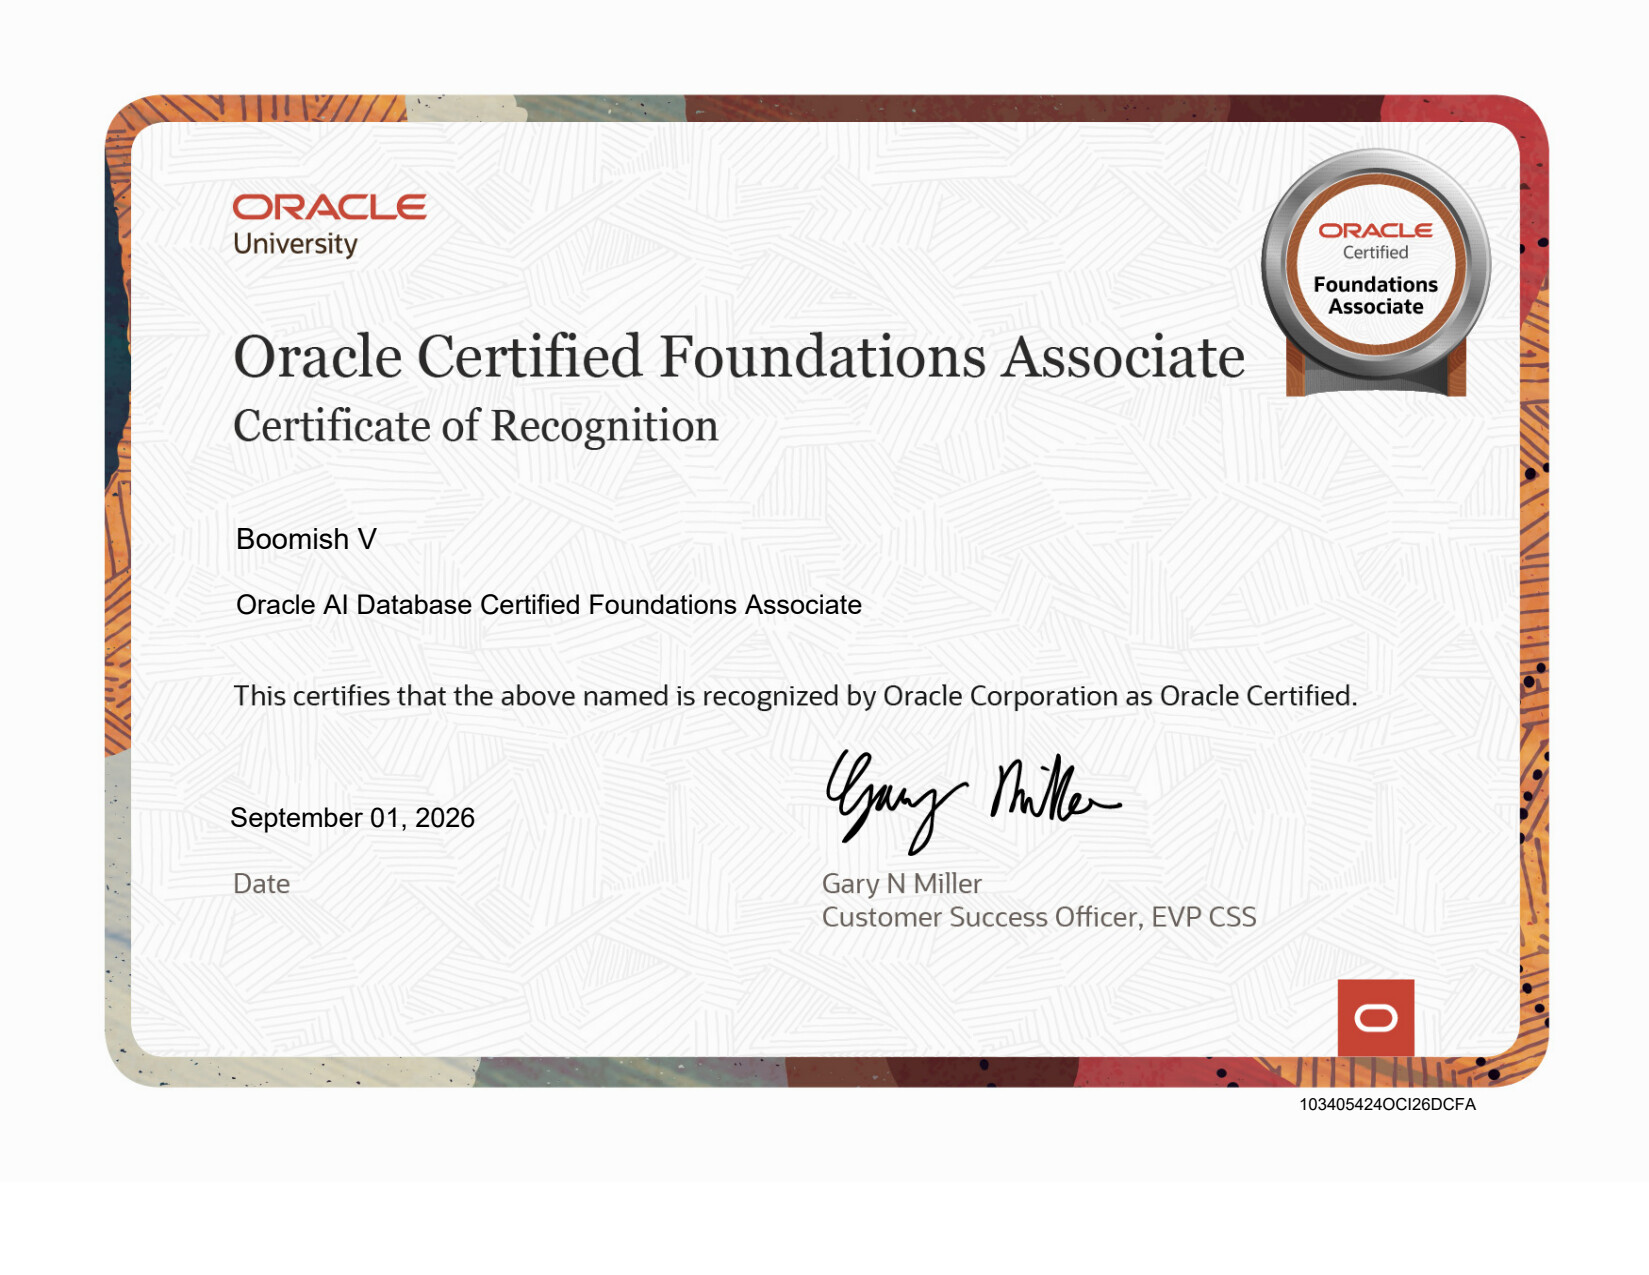 ORACLE
University
ORACLE
Certified
Foundations
Associate
Oracle Certified Foundations Associate
Certificate of Recognition
Boomish V
Oracle AI Database Certified Foundations Associate
This certifies that the above named is recognized by Oracle Corporation as Oracle Certified.
Gary Miller
September 01, 2026
Date
Gary N Miller
Customer Success Officer, EVP CSS
103405424OCI26DCFA